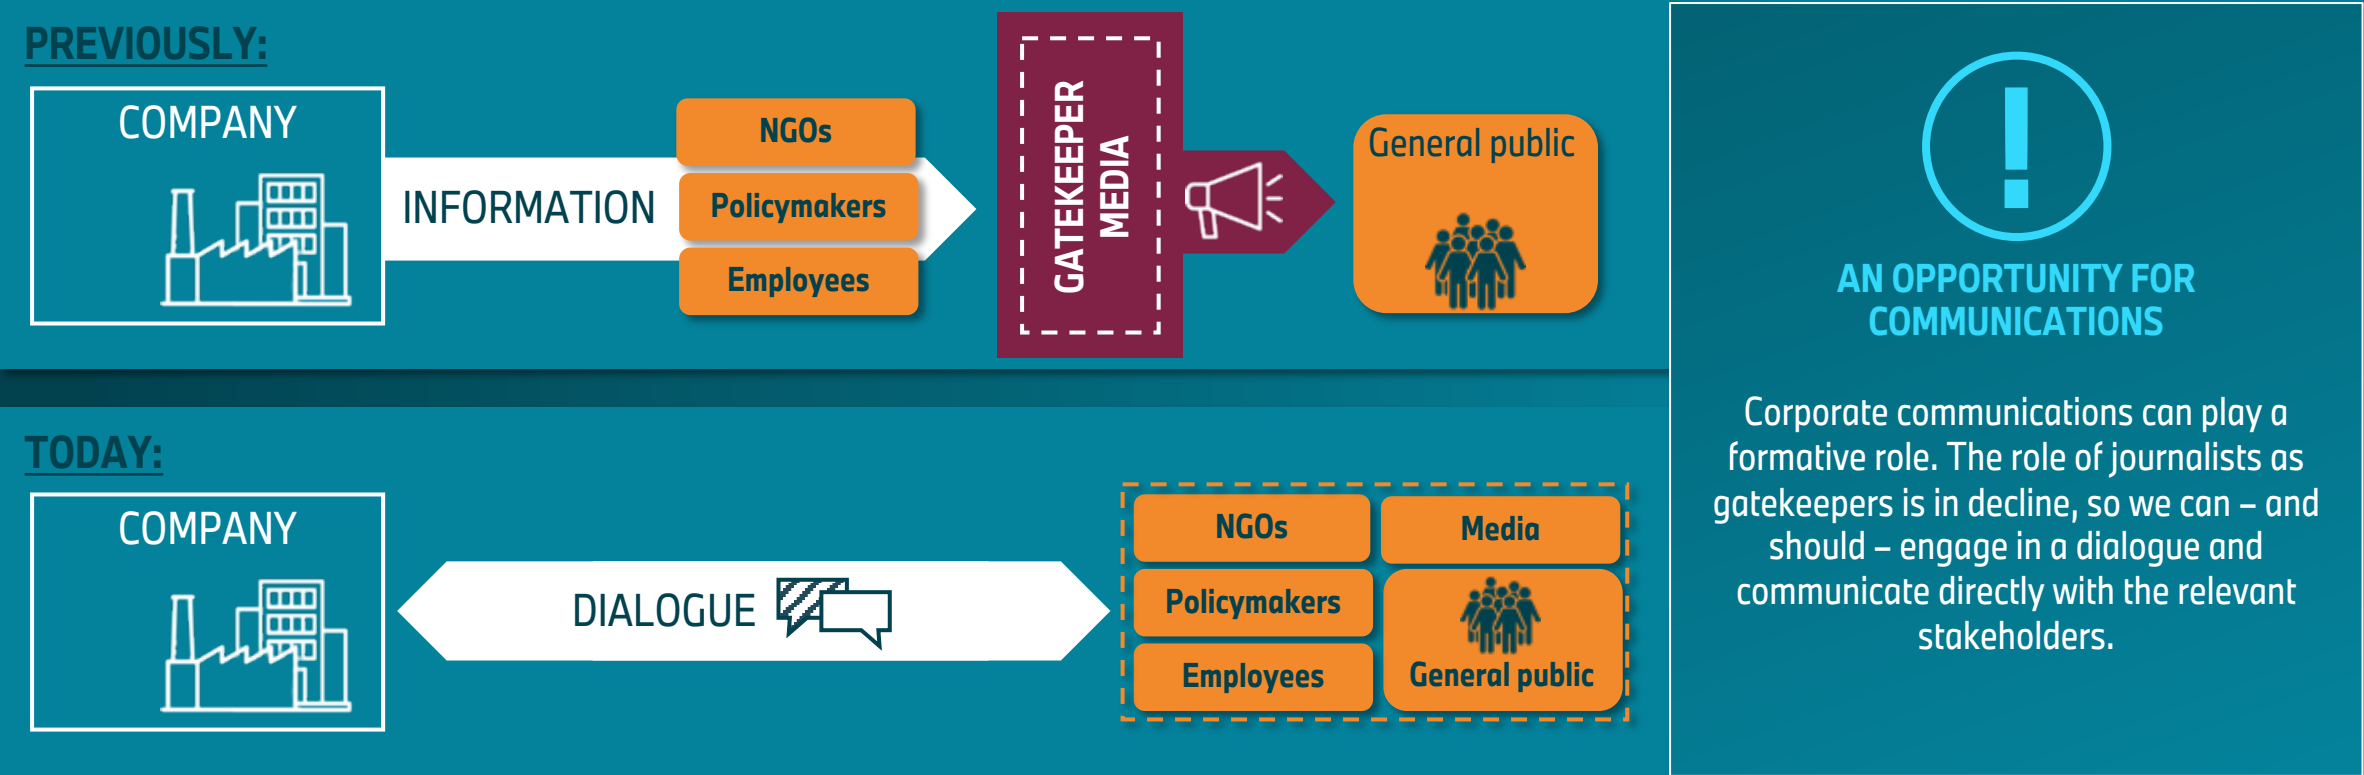 PREVIOUSLY:
COMPANY
INFORMATION
NGOs
Policymakers
Employees
GATEKEEPER
MEDIA
General public
TODAY:
COMPANY
DIALOGUE
NGOs
Media
Policymakers
Employees
General public
AN OPPORTUNITY FOR
COMMUNICATIONS
Corporate communications can play a
formative role. The role of journalists as
gatekeepers is in decline, so we can – and
should – engage in a dialogue and
communicate directly with the relevant
stakeholders.